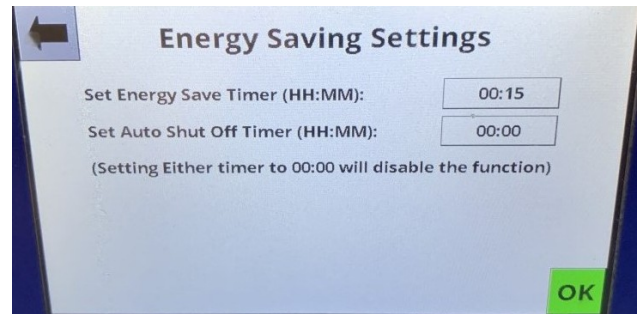 Energy Saving Settings
Set Energy Save Timer (HH:MM): 00:15
Set Auto Shut Off Timer (HH:MM): 00:00
(Setting Either timer to 00:00 will disable the function)
OK